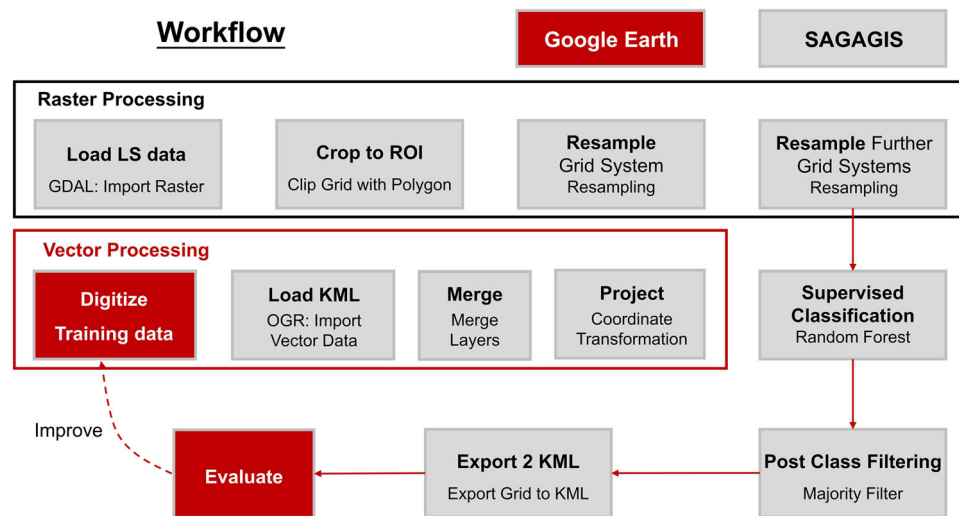 Workflow
Google Earth
SAGAGIS
Raster Processing
Load LS data
GDAL: Import Raster
Crop to ROI
Clip Grid with Polygon
Resample
Grid System
Resampling
Resample Further
Grid Systems
Resampling
Vector Processing
Digitize
Training data
Load KML
OGR: Import
Vector Data
Merge
Merge
Layers
Project
Coordinate
Transformation
Supervised
Classification
Random Forest
Improve
Evaluate
Export 2 KML
Export Grid to KML
Post Class Filtering
Majority Filter